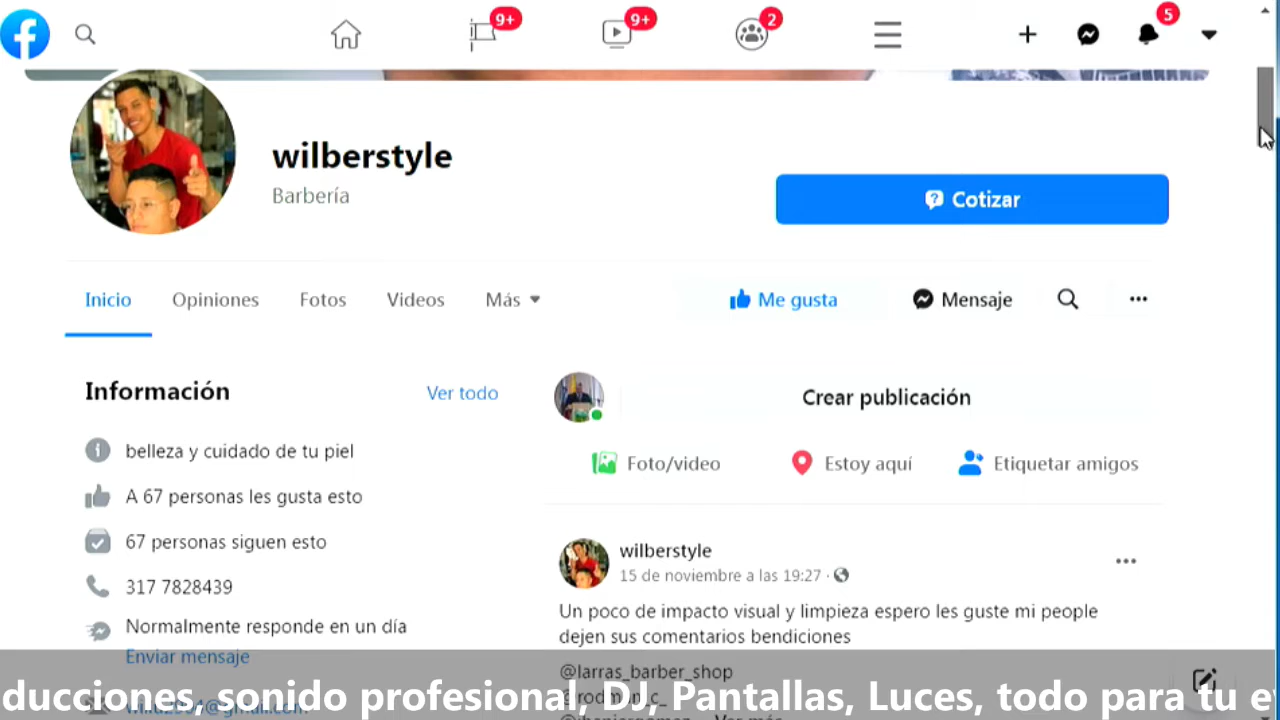 9+
9+
2
5
wilberstyle
Barbería
Cotizar
Inicio
Opiniones
Fotos
Videos
Más
Me gusta
Mensaje
Información
Ver todo
belleza y cuidado de tu piel
A 67 personas les gusta esto
67 personas siguen esto
317 7828439
Normalmente responde en un día
Enviar mensaje
Crear publicación
Foto/video
Estoy aquí
Etiquetar amigos
wilberstyle
15 de noviembre a las 19:27 ·
Un poco de impacto visual y limpieza espero les guste mi people
dejen sus comentarios bendiciones
@larras_barber_shop
ducciones, sonido profesional, DJ, Pantallas, Luces, todo para tu e